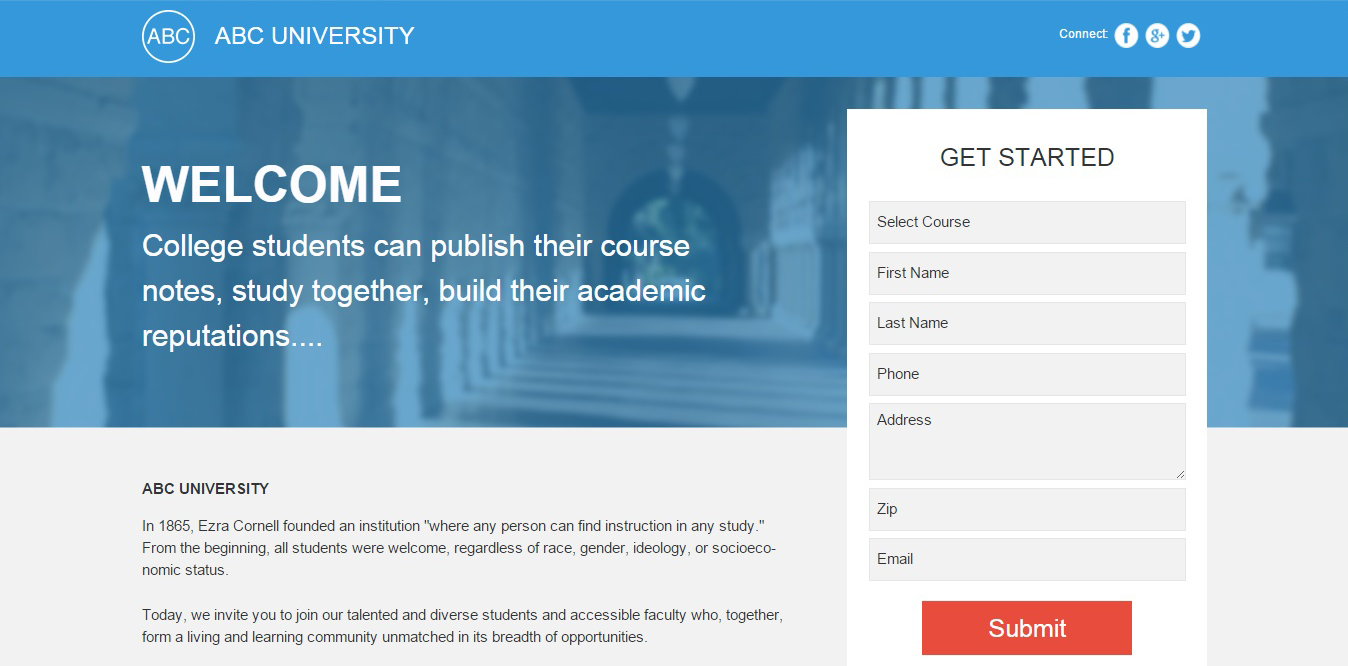 ABC
ABC UNIVERSITY
Connect:
f
g+
WELCOME
College students can publish their course
notes, study together, build their academic
reputations....
ABC UNIVERSITY
In 1865, Ezra Cornell founded an institution "where any person can find instruction in any study."
From the beginning, all students were welcome, regardless of race, gender, ideology, or socioeco-
nomic status.
Today, we invite you to join our talented and diverse students and accessible faculty who, together,
form a living and learning community unmatched in its breadth of opportunities.
GET STARTED
Select Course
First Name
Last Name
Phone
Address
Zip
Email
Submit